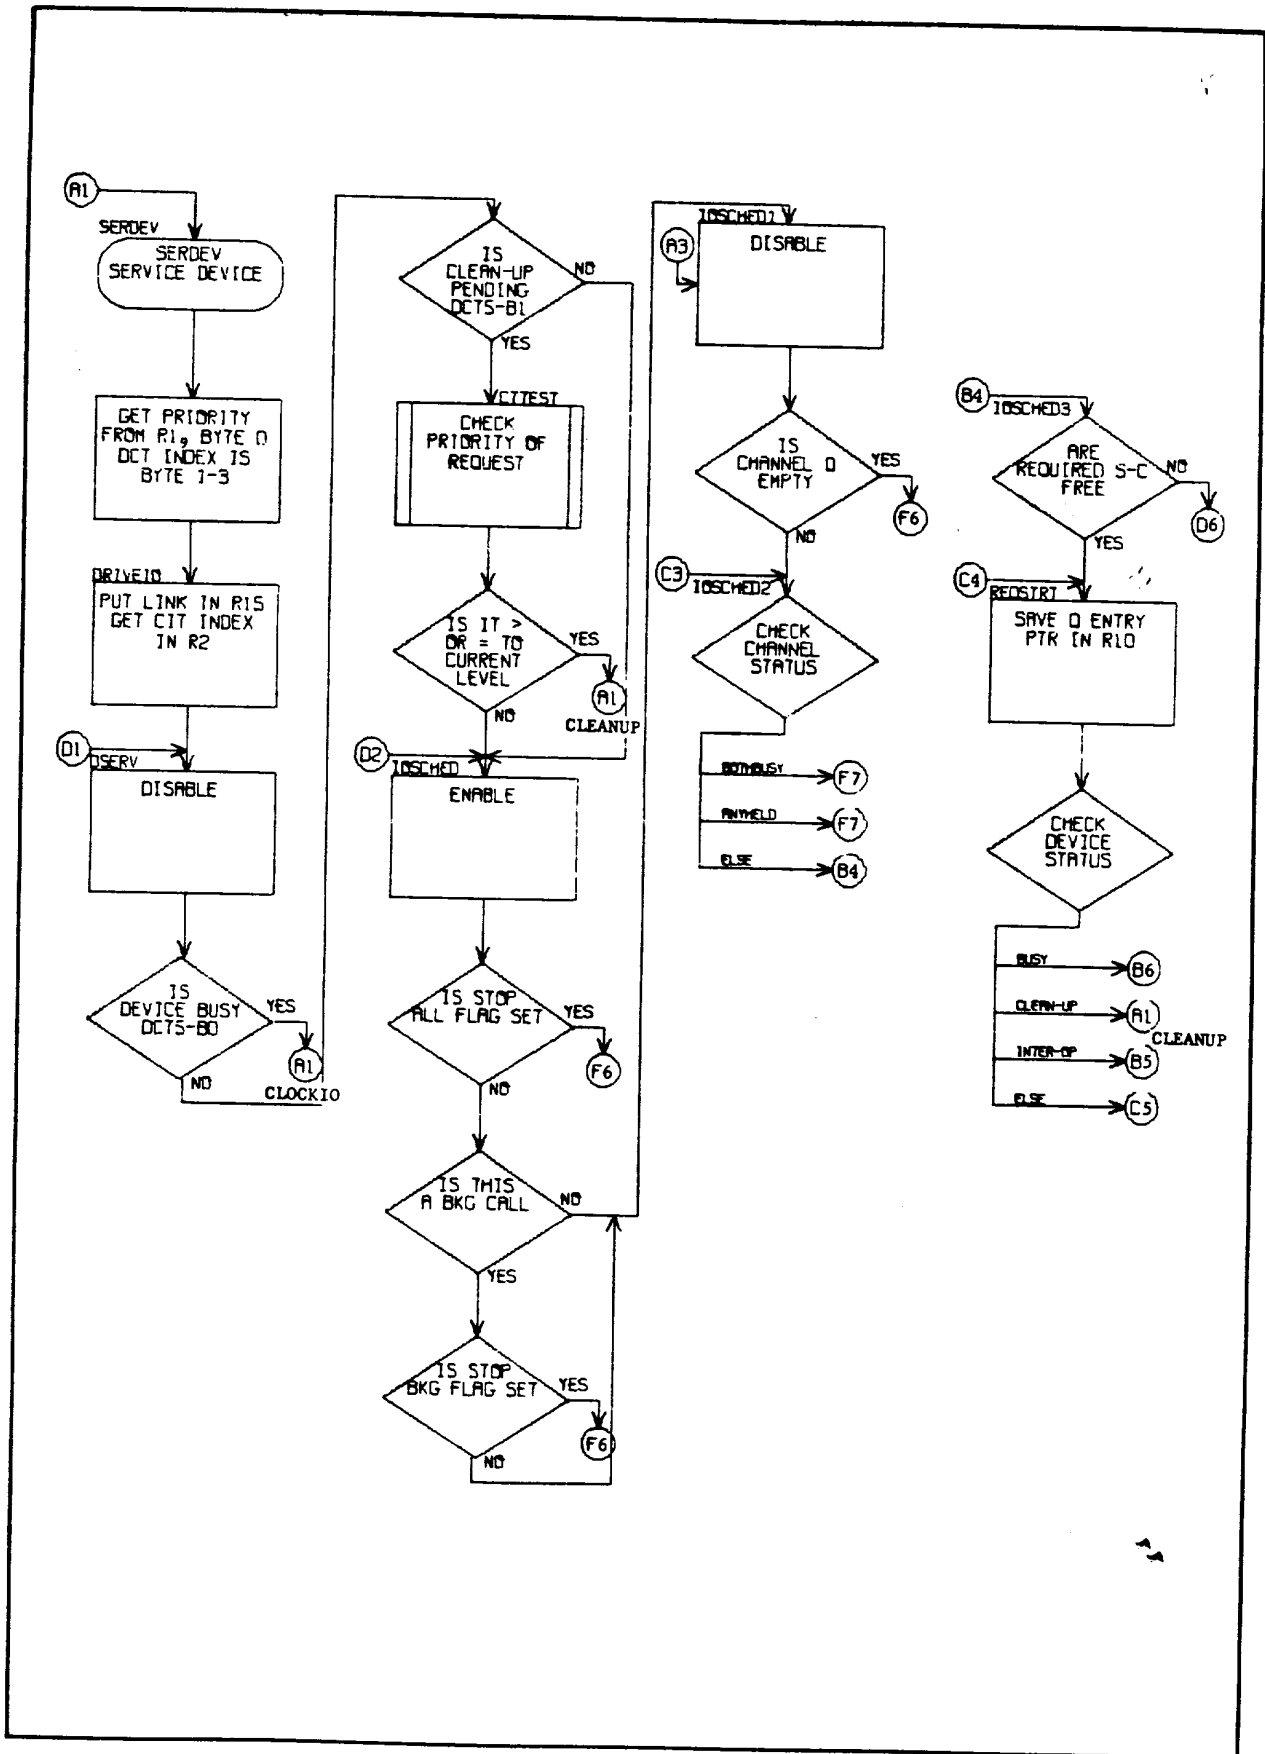 A1
SERDEV
SERDEV
SERVICE DEVICE
GET PRIORITY
FROM R1, BYTE 0
DCT INDEX IS
BYTE 1-3
DRIVEIO
PUT LINK IN R15
GET CIT INDEX
IN R2
D1
DSERV
DISABLE
IS
DEVICE BUSY
DCT5-B0
YES
A1
CLOCKIO
NO
IS
CLEAN-UP
PENDING
DCT5-B1
NO
YES
CITEST
CHECK
PRIORITY OF
REQUEST
IS IT >
OR = TO
CURRENT
LEVEL
YES
A1
CLEANUP
NO
D2
IOSCHED
ENABLE
IS STOP
ALL FLAG SET
YES
F6
NO
IS THIS
A BKG CALL
NO
YES
IS STOP
BKG FLAG SET
YES
F6
NO
IOSCHED1
A3
DISABLE
IS
CHANNEL Q
EMPTY
YES
F6
NO
C3
IOSCHED2
CHECK
CHANNEL
STATUS
BOTHBUSY
F7
ANYHELD
F7
ELSE
B4
B4
IOSCHED3
ARE
REQUIRED S-C
FREE
NO
D6
YES
C4
REQSTRT
SAVE Q ENTRY
PTR IN R10
CHECK
DEVICE
STATUS
BUSY
B6
CLEAN-UP
A1
CLEANUP
INTER-OP
B5
ELSE
C5